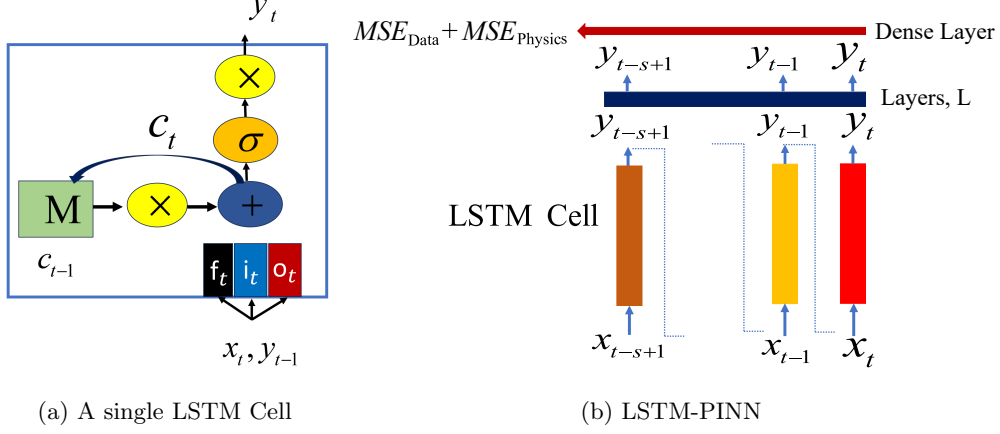 y_t
×
σ
c_t
M
×
+
c_{t-1}
f_t i_t o_t
x_t, y_{t-1}
(a) A single LSTM Cell
MSE_Data + MSE_Physics
Dense Layer
y_{t-s+1} y_{t-1} y_t
Layers, L
y_{t-s+1} y_{t-1} y_t
LSTM Cell
x_{t-s+1} x_{t-1} x_t
(b) LSTM-PINN